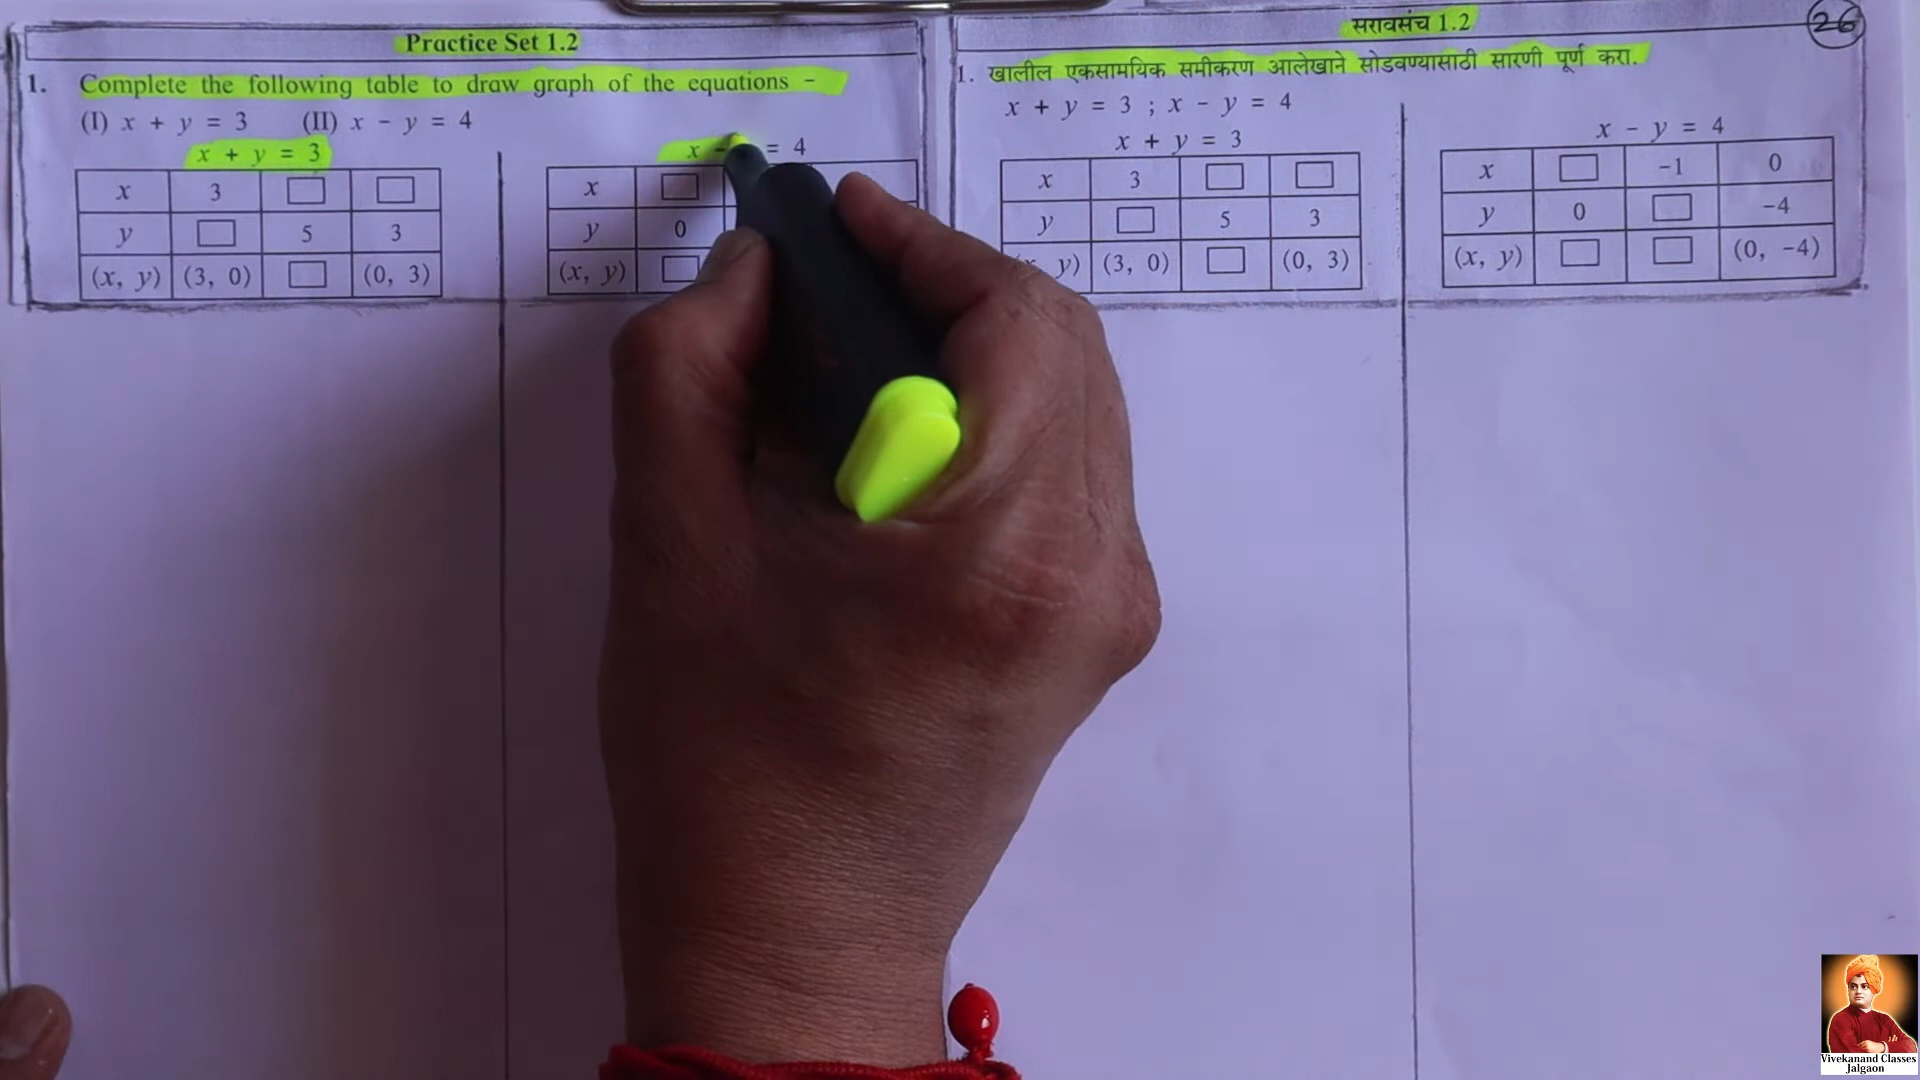 Practice Set 1.2
1. Complete the following table to draw graph of the equations -
(I) x + y = 3 (II) x - y = 4
x + y = 3
x 3 □ □
y □ 5 3
(x, y) (3, 0) □ (0, 3)
x - = 4
x □
y 0
(x, y) □
सरावसंच 1.2
26
1. खालील एकसामयिक समीकरण आलेखाने सोडवण्यासाठी सारणी पूर्ण करा.
x + y = 3 ; x - y = 4
x + y = 3
x 3 □ □
y □ 5 3
y) (3, 0) □ (0, 3)
x - y = 4
x □ -1 0
y 0 □ -4
(x, y) □ □ (0, -4)
Vivekanand Classes
Jalgaon